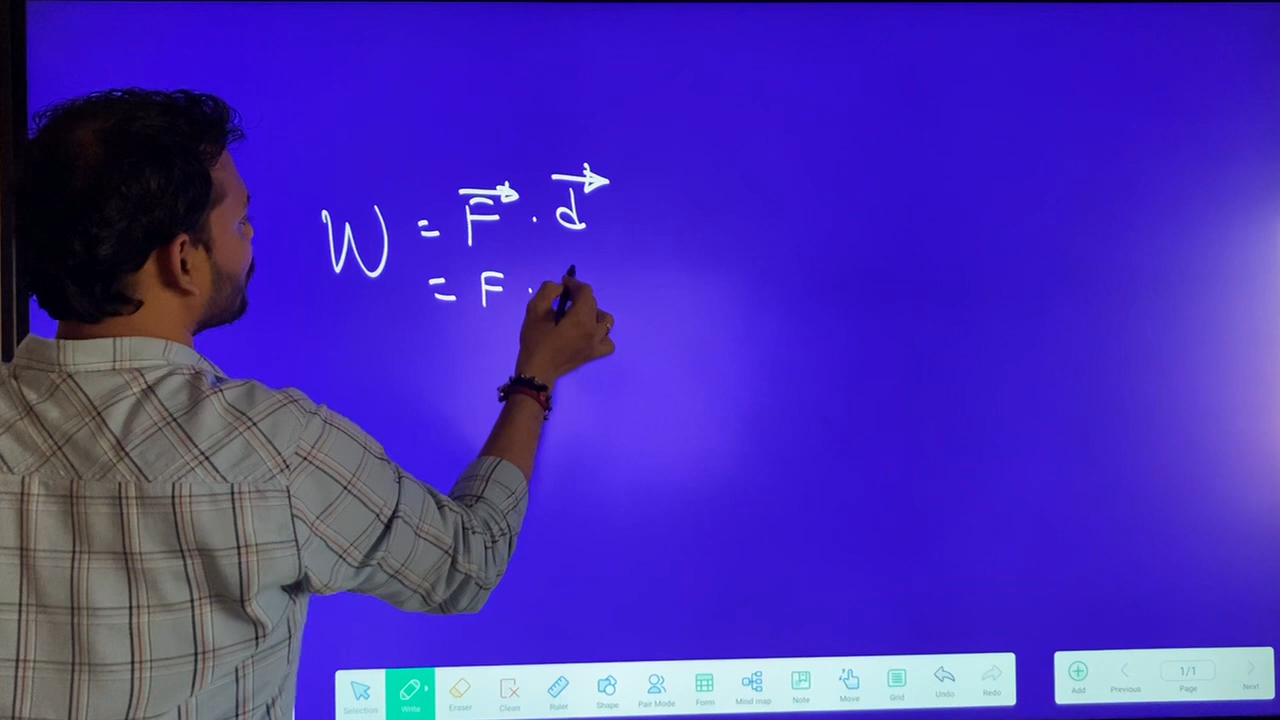 W = F⃗ . d⃗
= F .
Selection Write Eraser Clean Ruler Shape Pair Mode Form Mind map Note Move Grid Undo Redo
Add Previous 1/1 Page Next